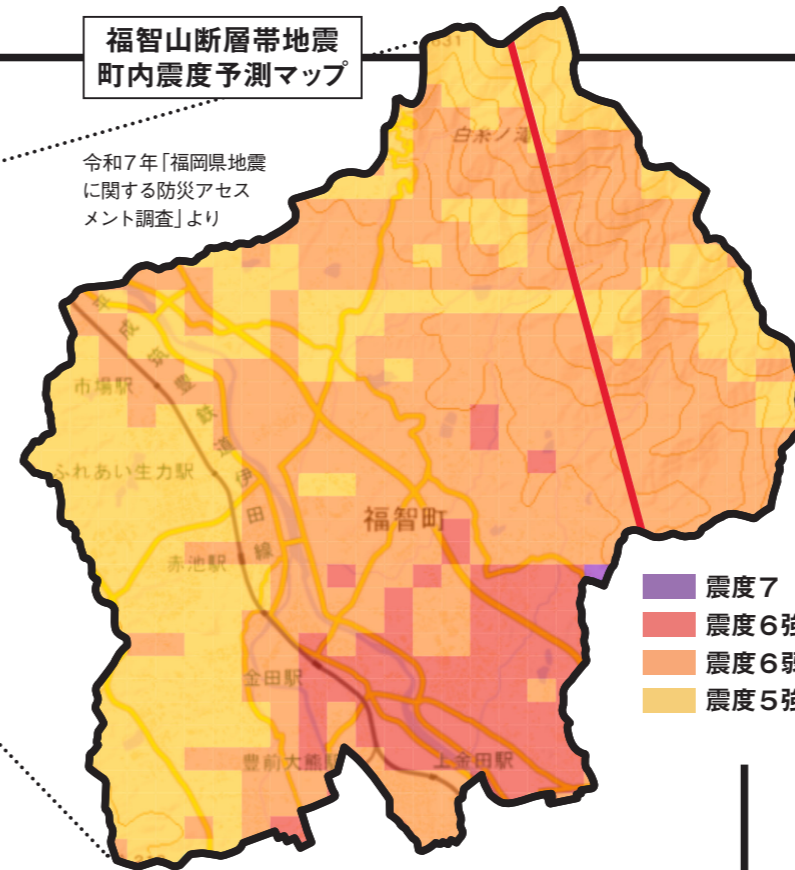 福智山断層帯地震
町内震度予測マップ
令和7年「福岡県地震
に関する防災アセス
メント調査」より
631
白糸ノ滝
平成筑豊鉄道伊田線
市場駅
ふれあい生力駅
福智町
赤池駅
金田駅
豊前大熊駅
上金田駅
震度7
震度6強
震度6弱
震度5強